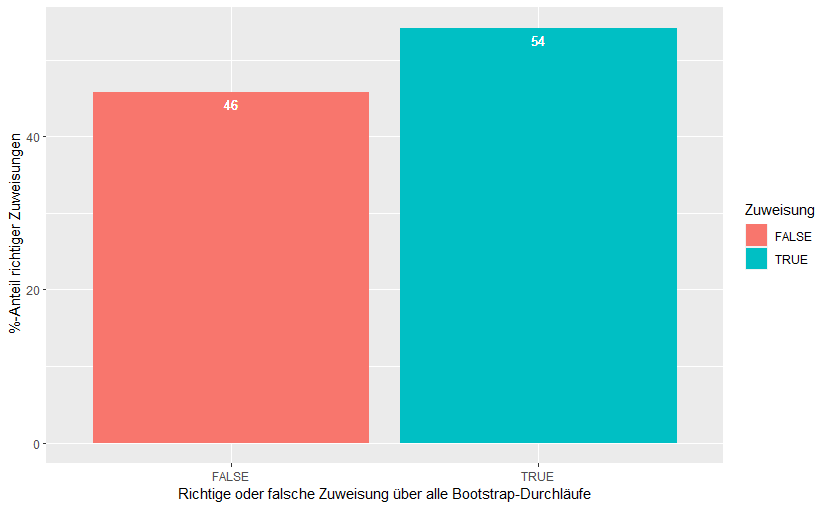 54
46
40
20
0
%-Anteil richtiger Zuweisungen
FALSE
TRUE
Richtige oder falsche Zuweisung über alle Bootstrap-Durchläufe
Zuweisung
FALSE
TRUE